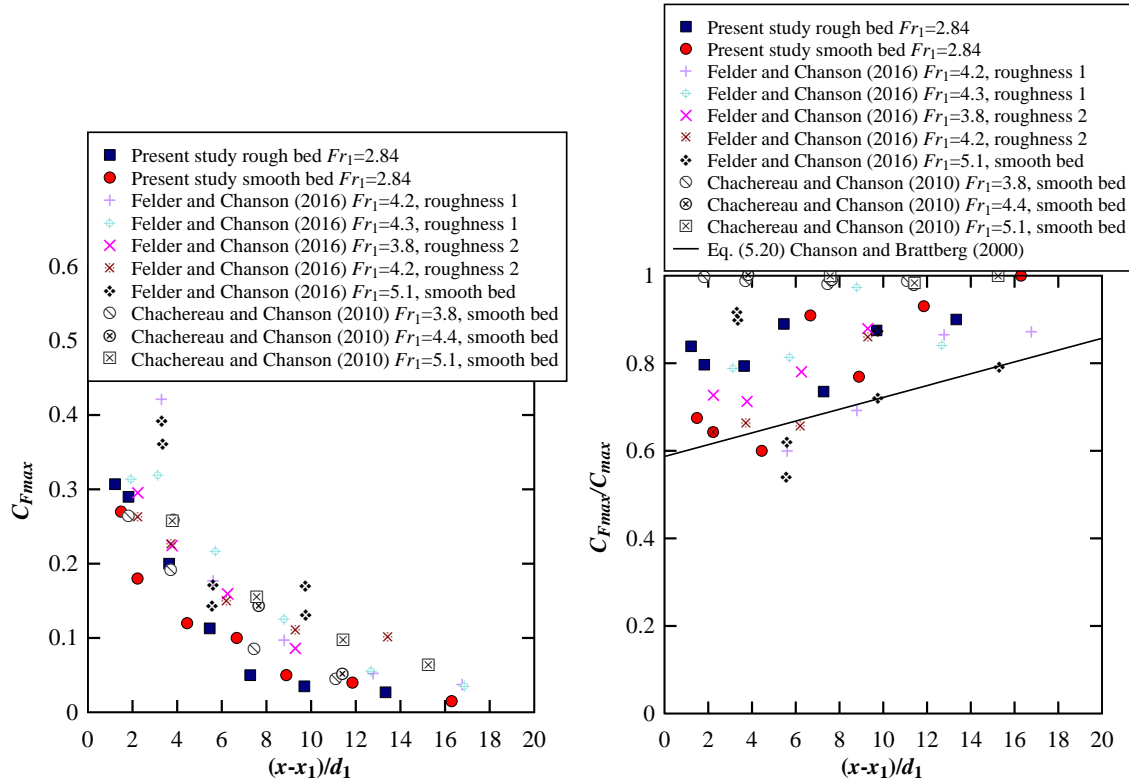 Present study rough bed Fr1=2.84
Present study smooth bed Fr1=2.84
Felder and Chanson (2016) Fr1=4.2, roughness 1
Felder and Chanson (2016) Fr1=4.3, roughness 1
Felder and Chanson (2016) Fr1=3.8, roughness 2
Felder and Chanson (2016) Fr1=4.2, roughness 2
Felder and Chanson (2016) Fr1=5.1, smooth bed
Chachereau and Chanson (2010) Fr1=3.8, smooth bed
Chachereau and Chanson (2010) Fr1=4.4, smooth bed
Chachereau and Chanson (2010) Fr1=5.1, smooth bed
0.6
0.5
0.4
0.3
0.2
0.1
0
CFmax
0 2 4 6 8 10 12 14 16 18 20
(x-x1)/d1
Present study rough bed Fr1=2.84
Present study smooth bed Fr1=2.84
Felder and Chanson (2016) Fr1=4.2, roughness 1
Felder and Chanson (2016) Fr1=4.3, roughness 1
Felder and Chanson (2016) Fr1=3.8, roughness 2
Felder and Chanson (2016) Fr1=4.2, roughness 2
Felder and Chanson (2016) Fr1=5.1, smooth bed
Chachereau and Chanson (2010) Fr1=3.8, smooth bed
Chachereau and Chanson (2010) Fr1=4.4, smooth bed
Chachereau and Chanson (2010) Fr1=5.1, smooth bed
Eq. (5.20) Chanson and Brattberg (2000)
1
0.8
0.6
0.4
0.2
0
CFmax/Cmax
0 2 4 6 8 10 12 14 16 18 20
(x-x1)/d1